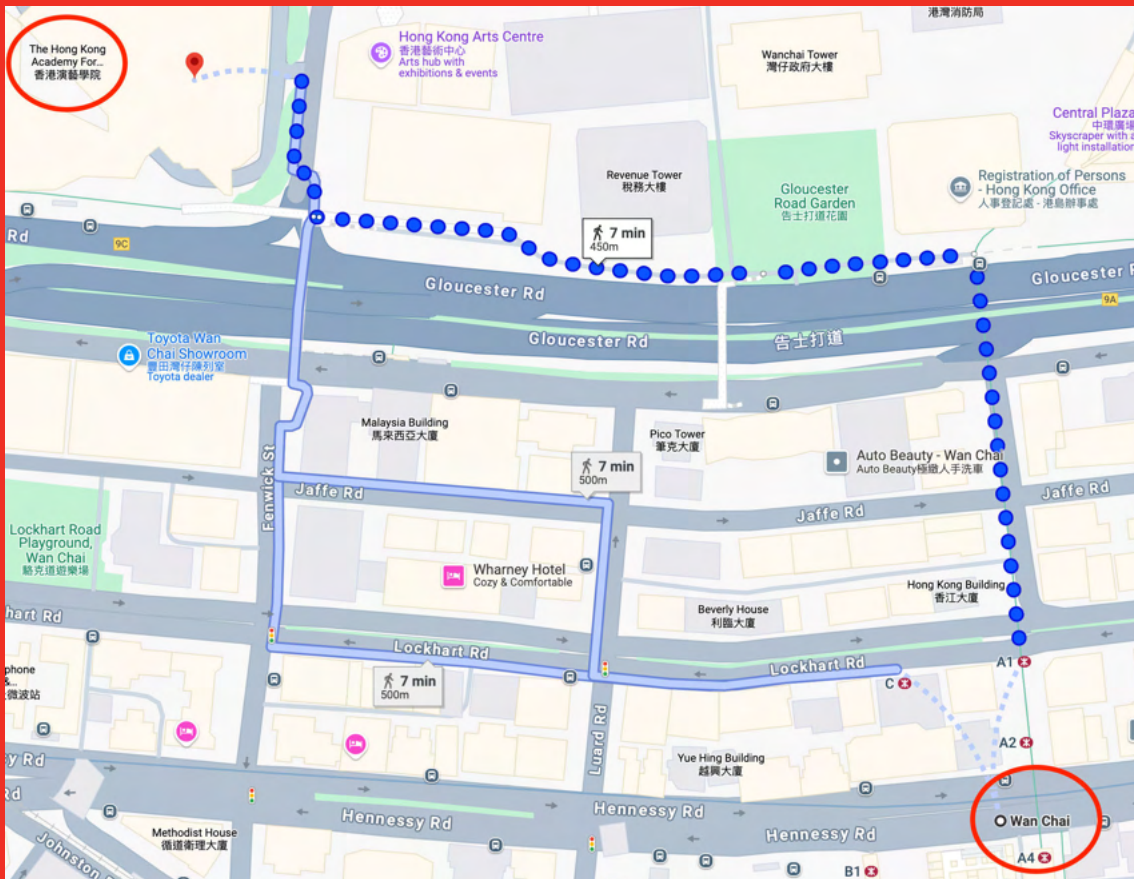 港灣消防局
The Hong Kong
Academy For...
香港演藝學院
Hong Kong Arts Centre
香港藝術中心
Arts hub with
exhibitions & events
Wanchai Tower
灣仔政府大樓
Central Plaza
中環廣場
Skyscraper with a
light installation
Revenue Tower
稅務大樓
Gloucester
Road Garden
告士打道花園
Registration of Persons
- Hong Kong Office
人事登記處 - 港島辦事處
7 min
450m
Rd
9C
Gloucester Rd
Gloucester R
9A
Gloucester Rd
告士打道
Toyota Wan
Chai Showroom
豐田灣仔陳列室
Toyota dealer
Malaysia Building
馬來西亞大廈
Pico Tower
筆克大廈
Auto Beauty - Wan Chai
Auto Beauty極緻人手洗車
7 min
500m
Fenwick St
Jaffe Rd
Jaffe Rd
Jaffe Rd
Lockhart Road
Playground,
Wan Chai
駱克道遊樂場
Wharney Hotel
Cozy & Comfortable
Hong Kong Building
香江大廈
Beverly House
利臨大廈
hart Rd
Lockhart Rd
Lockhart Rd
A1
C
7 min
500m
phone
&...
微波站
Luard Rd
A2
Yue Hing Building
越興大廈
sy Rd
Rd
Hennessy Rd
Hennessy Rd
Hennessy Rd
Wan Chai
Methodist House
循道衛理大廈
Johnston
A4
B1